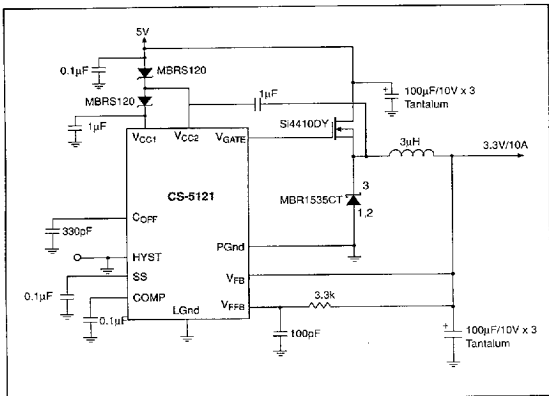 5V
0.1µF
MBRS120
MBRS120
1µF
1µF
100µF/10V x 3
Tantalum
Si4410DY
3µH
3.3V/10A
VCC1
VCC2
VGATE
CS-5121
3
MBR1535CT
1,2
COFF
330pF
PGnd
HYST
SS
VFB
0.1µF
COMP
VFFB
3.3k
0.1µF
LGnd
100pF
100µF/10V x 3
Tantalum